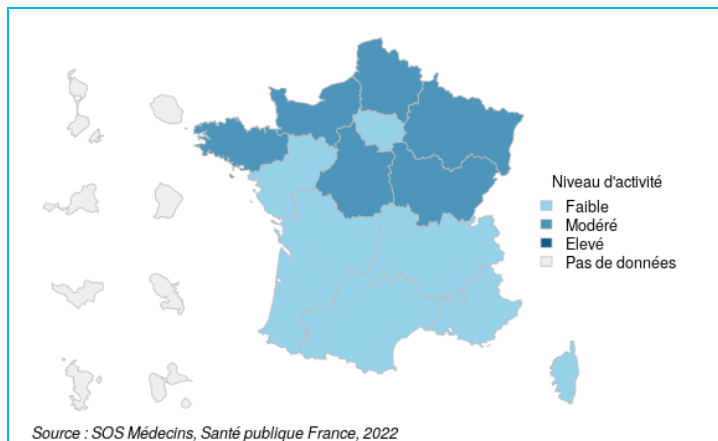 Niveau d'activité
Faible
Modéré
Elevé
Pas de données
Source : SOS Médecins, Santé publique France, 2022